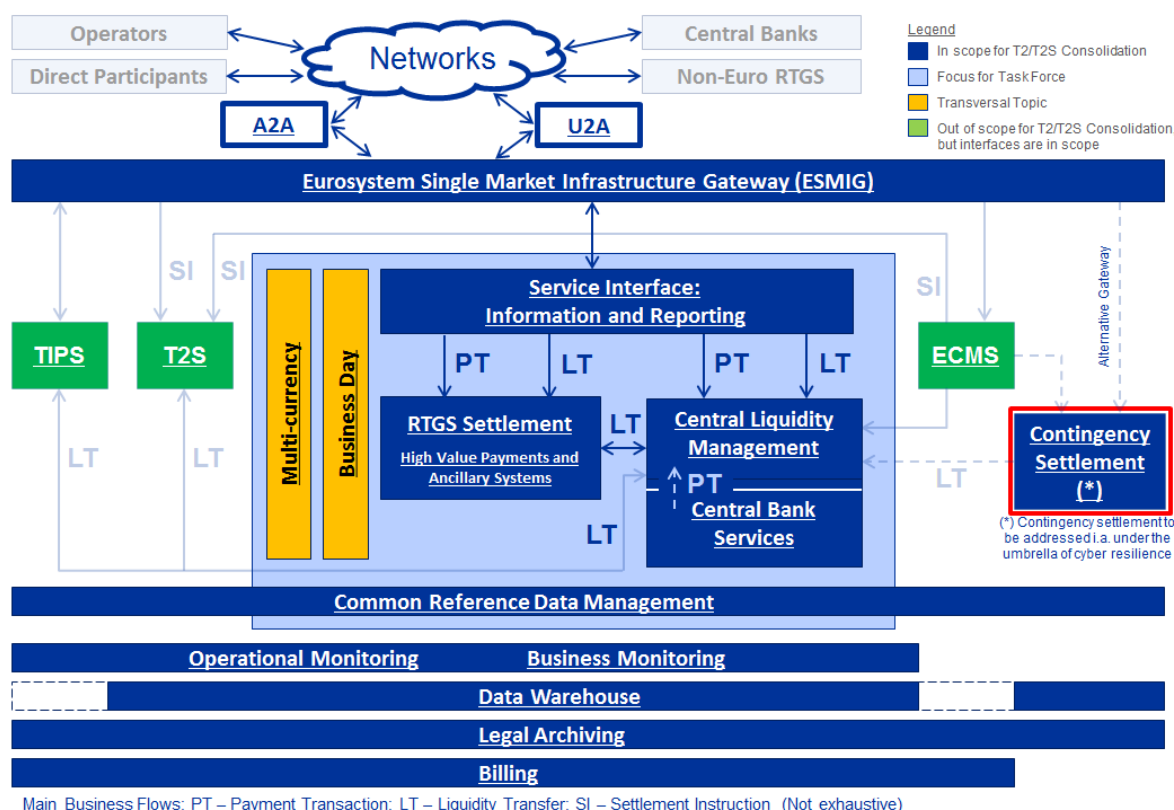 Operators
Networks
Central Banks
Direct Participants
Non-Euro RTGS
Legend
In scope for T2/T2S Consolidation
Focus for Task Force
Transversal Topic
Out of scope for T2/T2S Consolidation
but interfaces are in scope
A2A
U2A
Eurosystem Single Market Infrastructure Gateway (ESMIG)
SI
SI
SI
Alternative Gateway
Service Interface:
Information and Reporting
TIPS
T2S
Multi-currency
Business Day
PT
LT
PT
LT
ECMS
RTGS Settlement
High Value Payments and
Ancillary Systems
LT
Central Liquidity
Management
PT
Central Bank
Services
LT
LT
LT
LT
Contingency
Settlement
(*)
(*) Contingency settlement to
be addressed i.a. under the
umbrella of cyber resilience
Common Reference Data Management
Operational Monitoring
Business Monitoring
Data Warehouse
Legal Archiving
Billing
Main Business Flows: PT – Payment Transaction; LT – Liquidity Transfer; SI – Settlement Instruction (Not exhaustive)